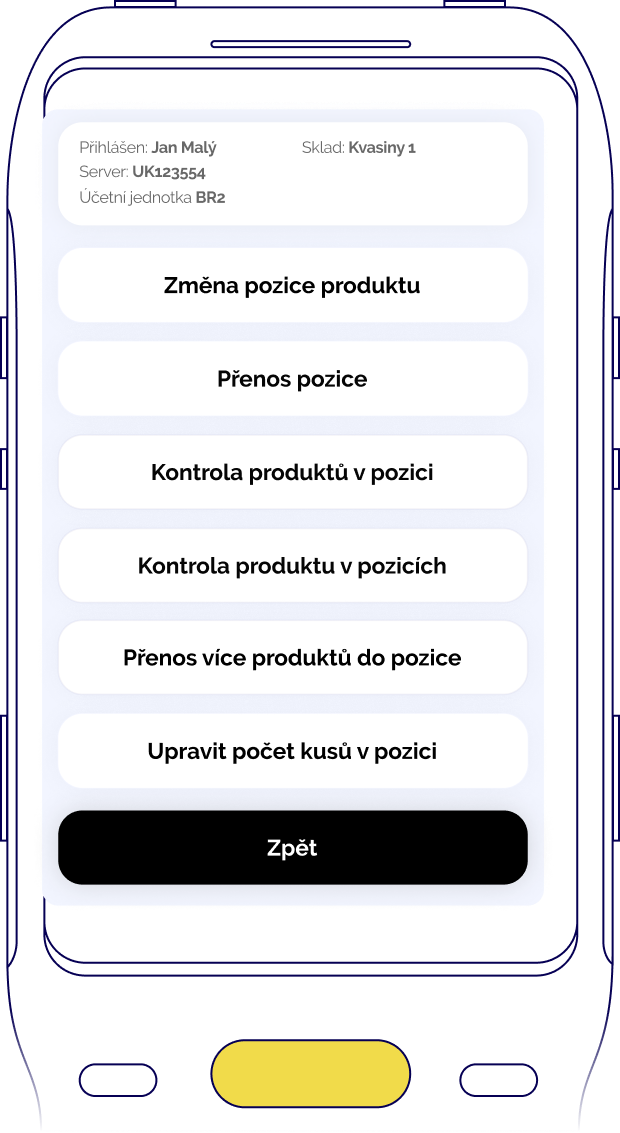 Přihlášen: Jan Malý Sklad: Kvasiny 1
Server: UK123554
Účetní jednotka BR2
Změna pozice produktu
Přenos pozice
Kontrola produktů v pozici
Kontrola produktu v pozicích
Přenos více produktů do pozice
Upravit počet kusů v pozici
Zpět